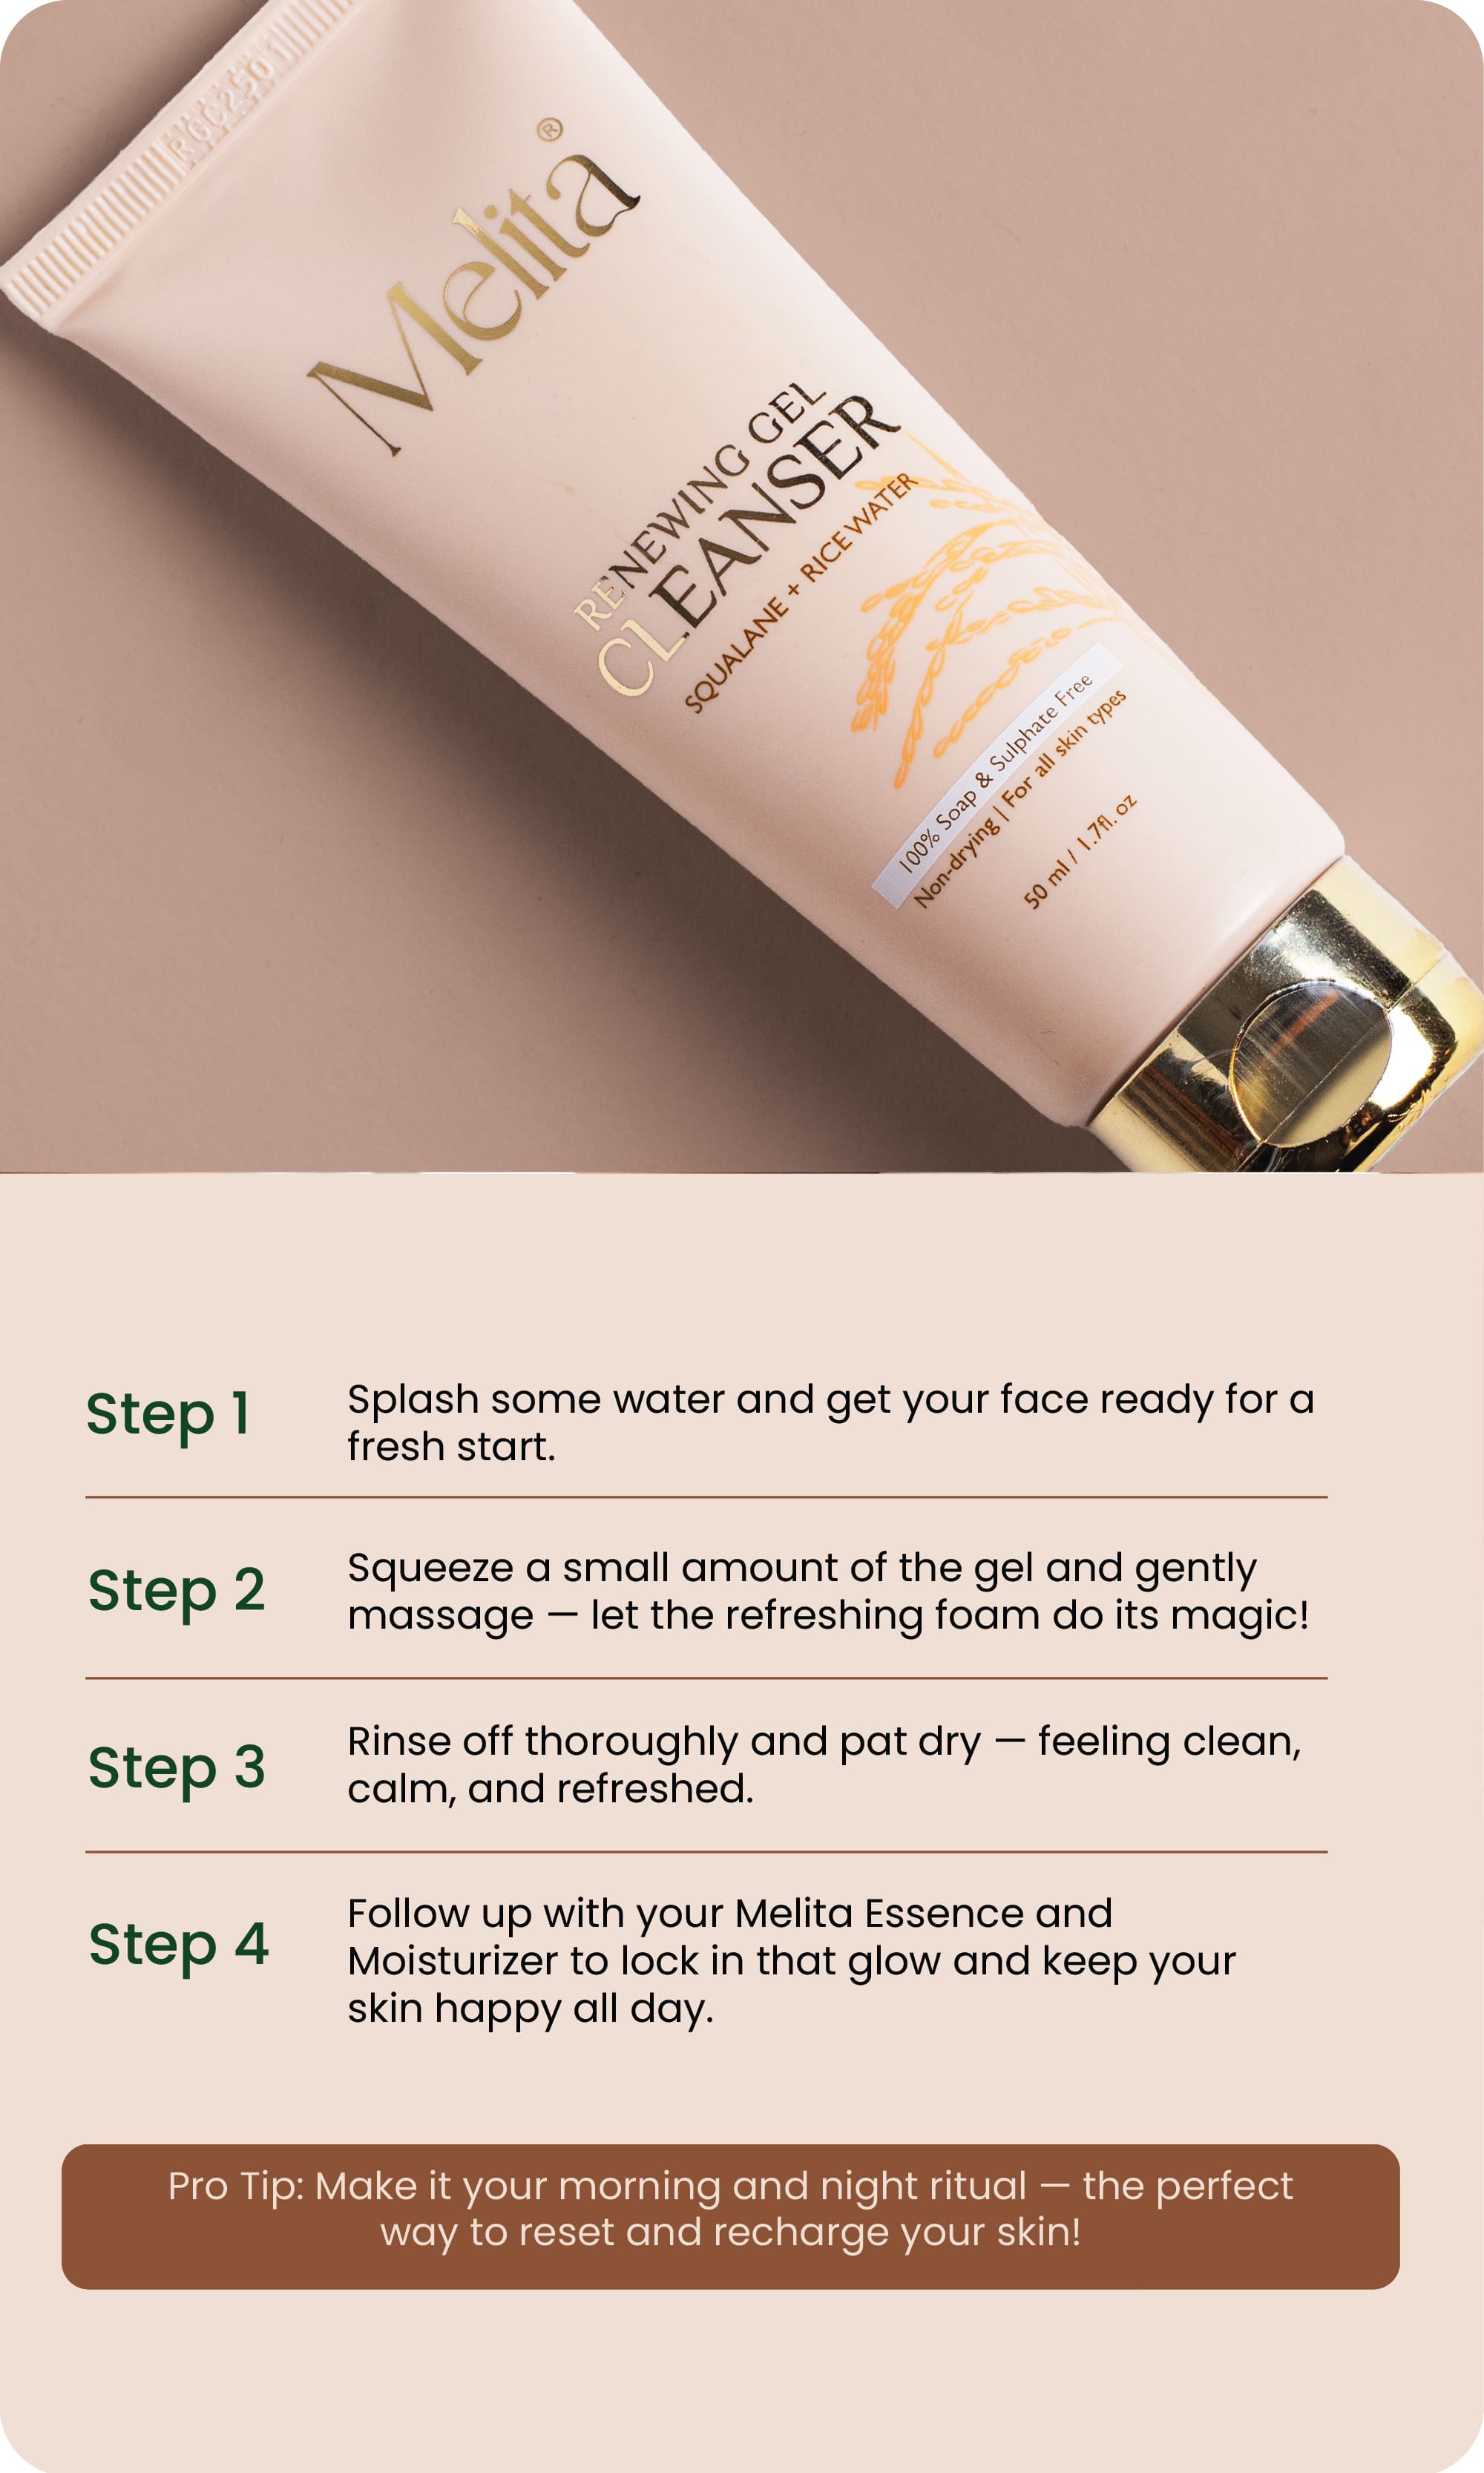 RGC2501
Melita®
RENEWING GEL
CLEANSER
SQUALANE + RICE WATER
100% Soap & Sulphate Free
Non-drying | For all skin types
50 ml / 1.7fl. oz
Step 1
Splash some water and get your face ready for a
fresh start.
Step 2
Squeeze a small amount of the gel and gently
massage — let the refreshing foam do its magic!
Step 3
Rinse off thoroughly and pat dry — feeling clean,
calm, and refreshed.
Step 4
Follow up with your Melita Essence and
Moisturizer to lock in that glow and keep your
skin happy all day.
Pro Tip: Make it your morning and night ritual — the perfect
way to reset and recharge your skin!